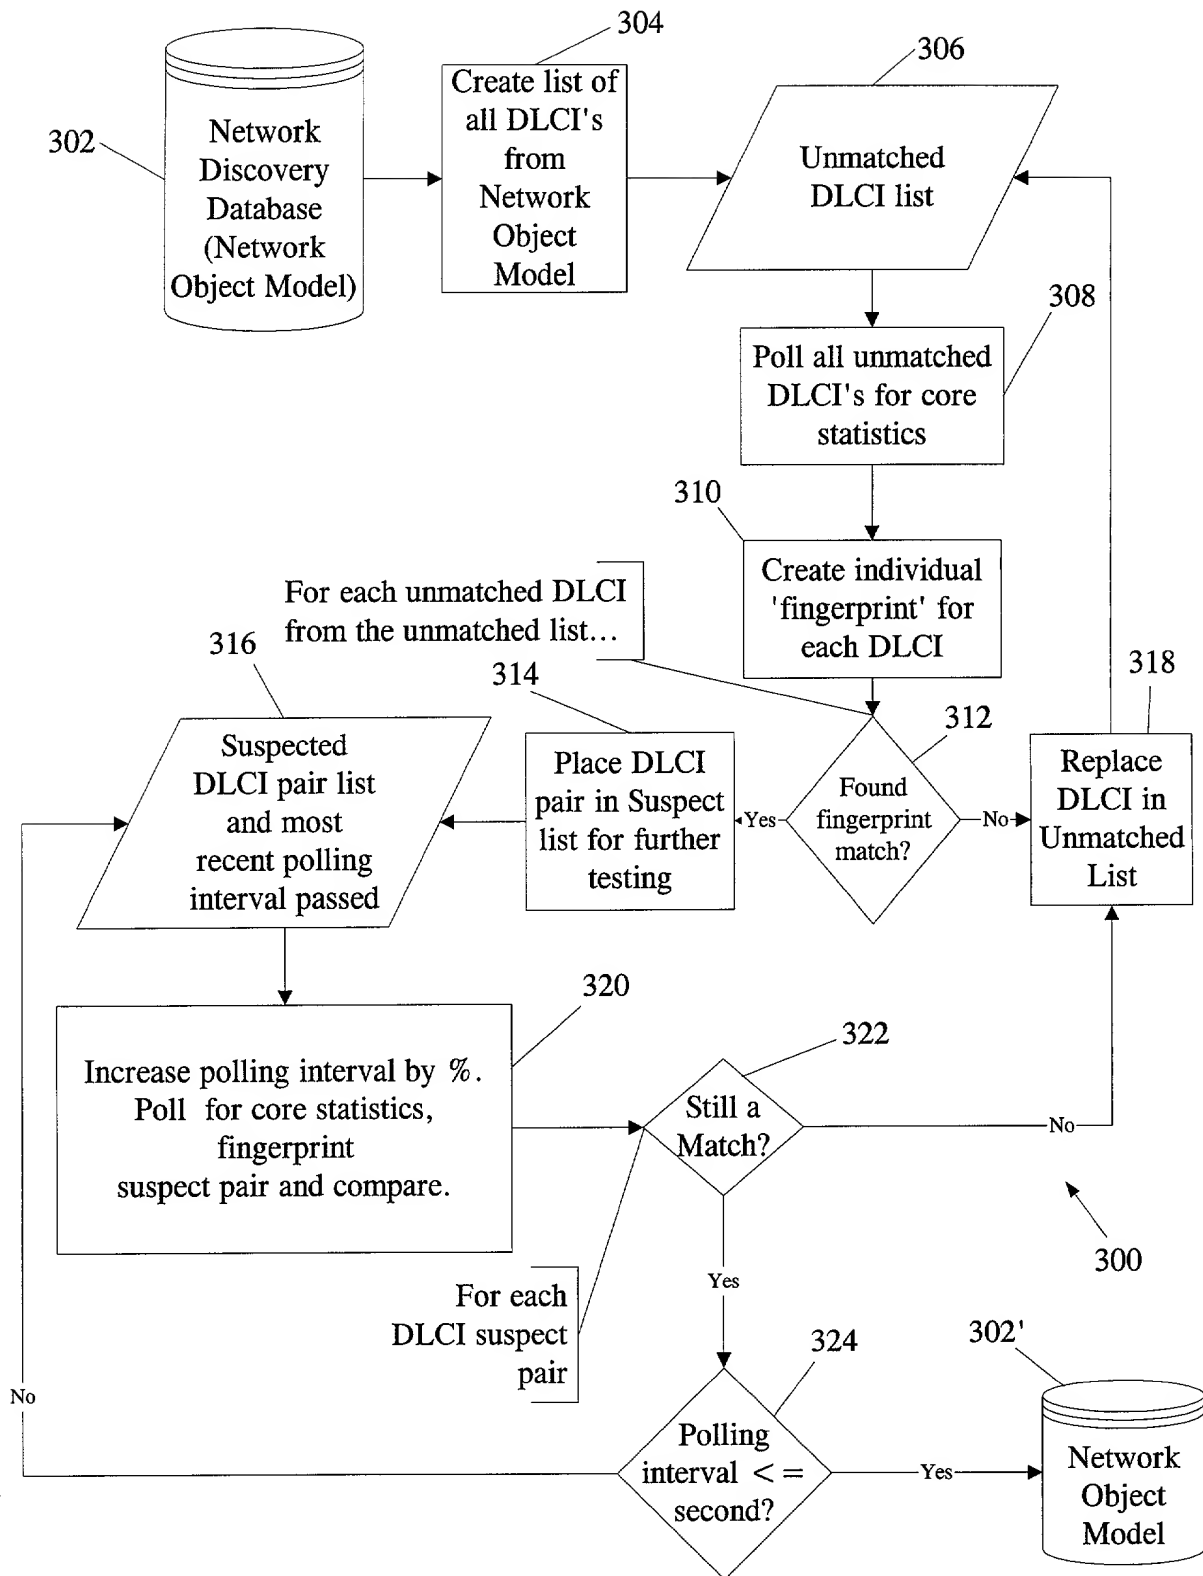 304
Create list of
all DLCI's
from
Network
Object
Model
306
Unmatched
DLCI list
302
Network
Discovery
Database
(Network
Object Model)
308
Poll all unmatched
DLCI's for core
statistics
310
Create individual
'fingerprint' for
each DLCI
For each unmatched DLCI
from the unmatched list...
316
314
312
318
Suspected
DLCI pair list
and most
recent polling
interval passed
Place DLCI
pair in Suspect
list for further
testing
Yes
Found
fingerprint
match?
No
Replace
DLCI in
Unmatched
List
320
Increase polling interval by %.
Poll for core statistics,
fingerprint
suspect pair and compare.
322
Still a
Match?
No
300
Yes
For each
DLCI suspect
pair
324
302'
No
Polling
interval < =
second?
Yes
Network
Object
Model